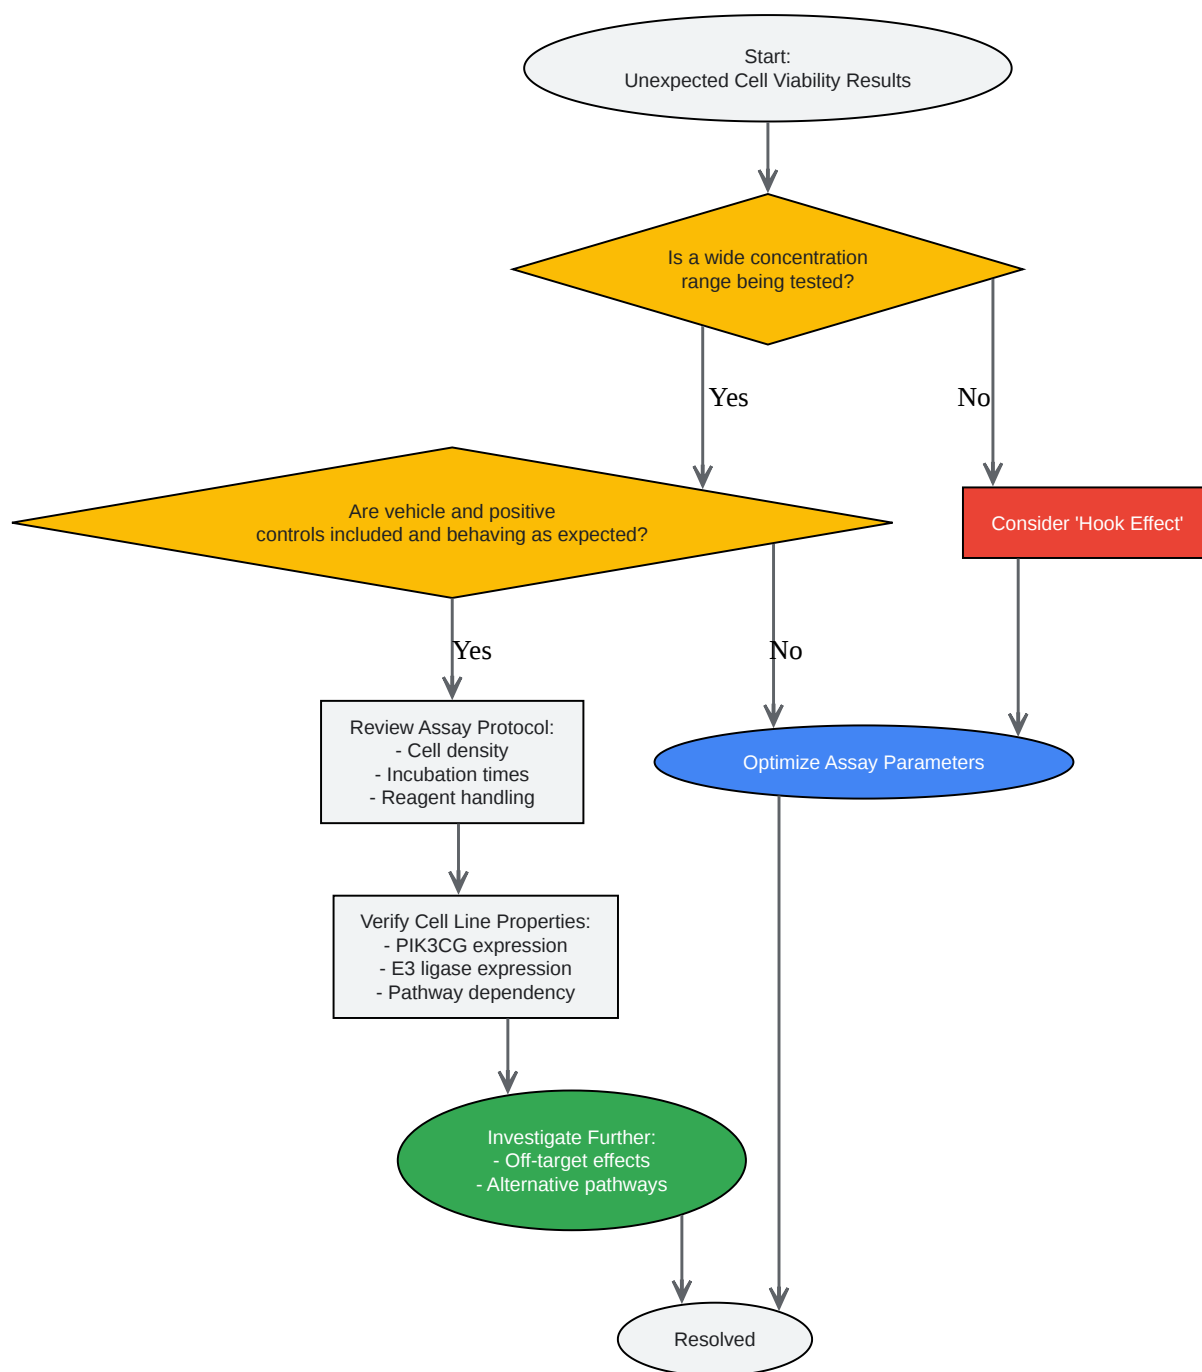 Start:
Unexpected Cell Viability Results
Is a wide concentration
range being tested?
Yes
No
Are vehicle and positive
controls included and behaving as expected?
Consider 'Hook Effect'
Yes
No
Review Assay Protocol:
- Cell density
- Incubation times
- Reagent handling
Optimize Assay Parameters
Verify Cell Line Properties:
- PIK3CG expression
- E3 ligase expression
- Pathway dependency
Investigate Further:
- Off-target effects
- Alternative pathways
Resolved